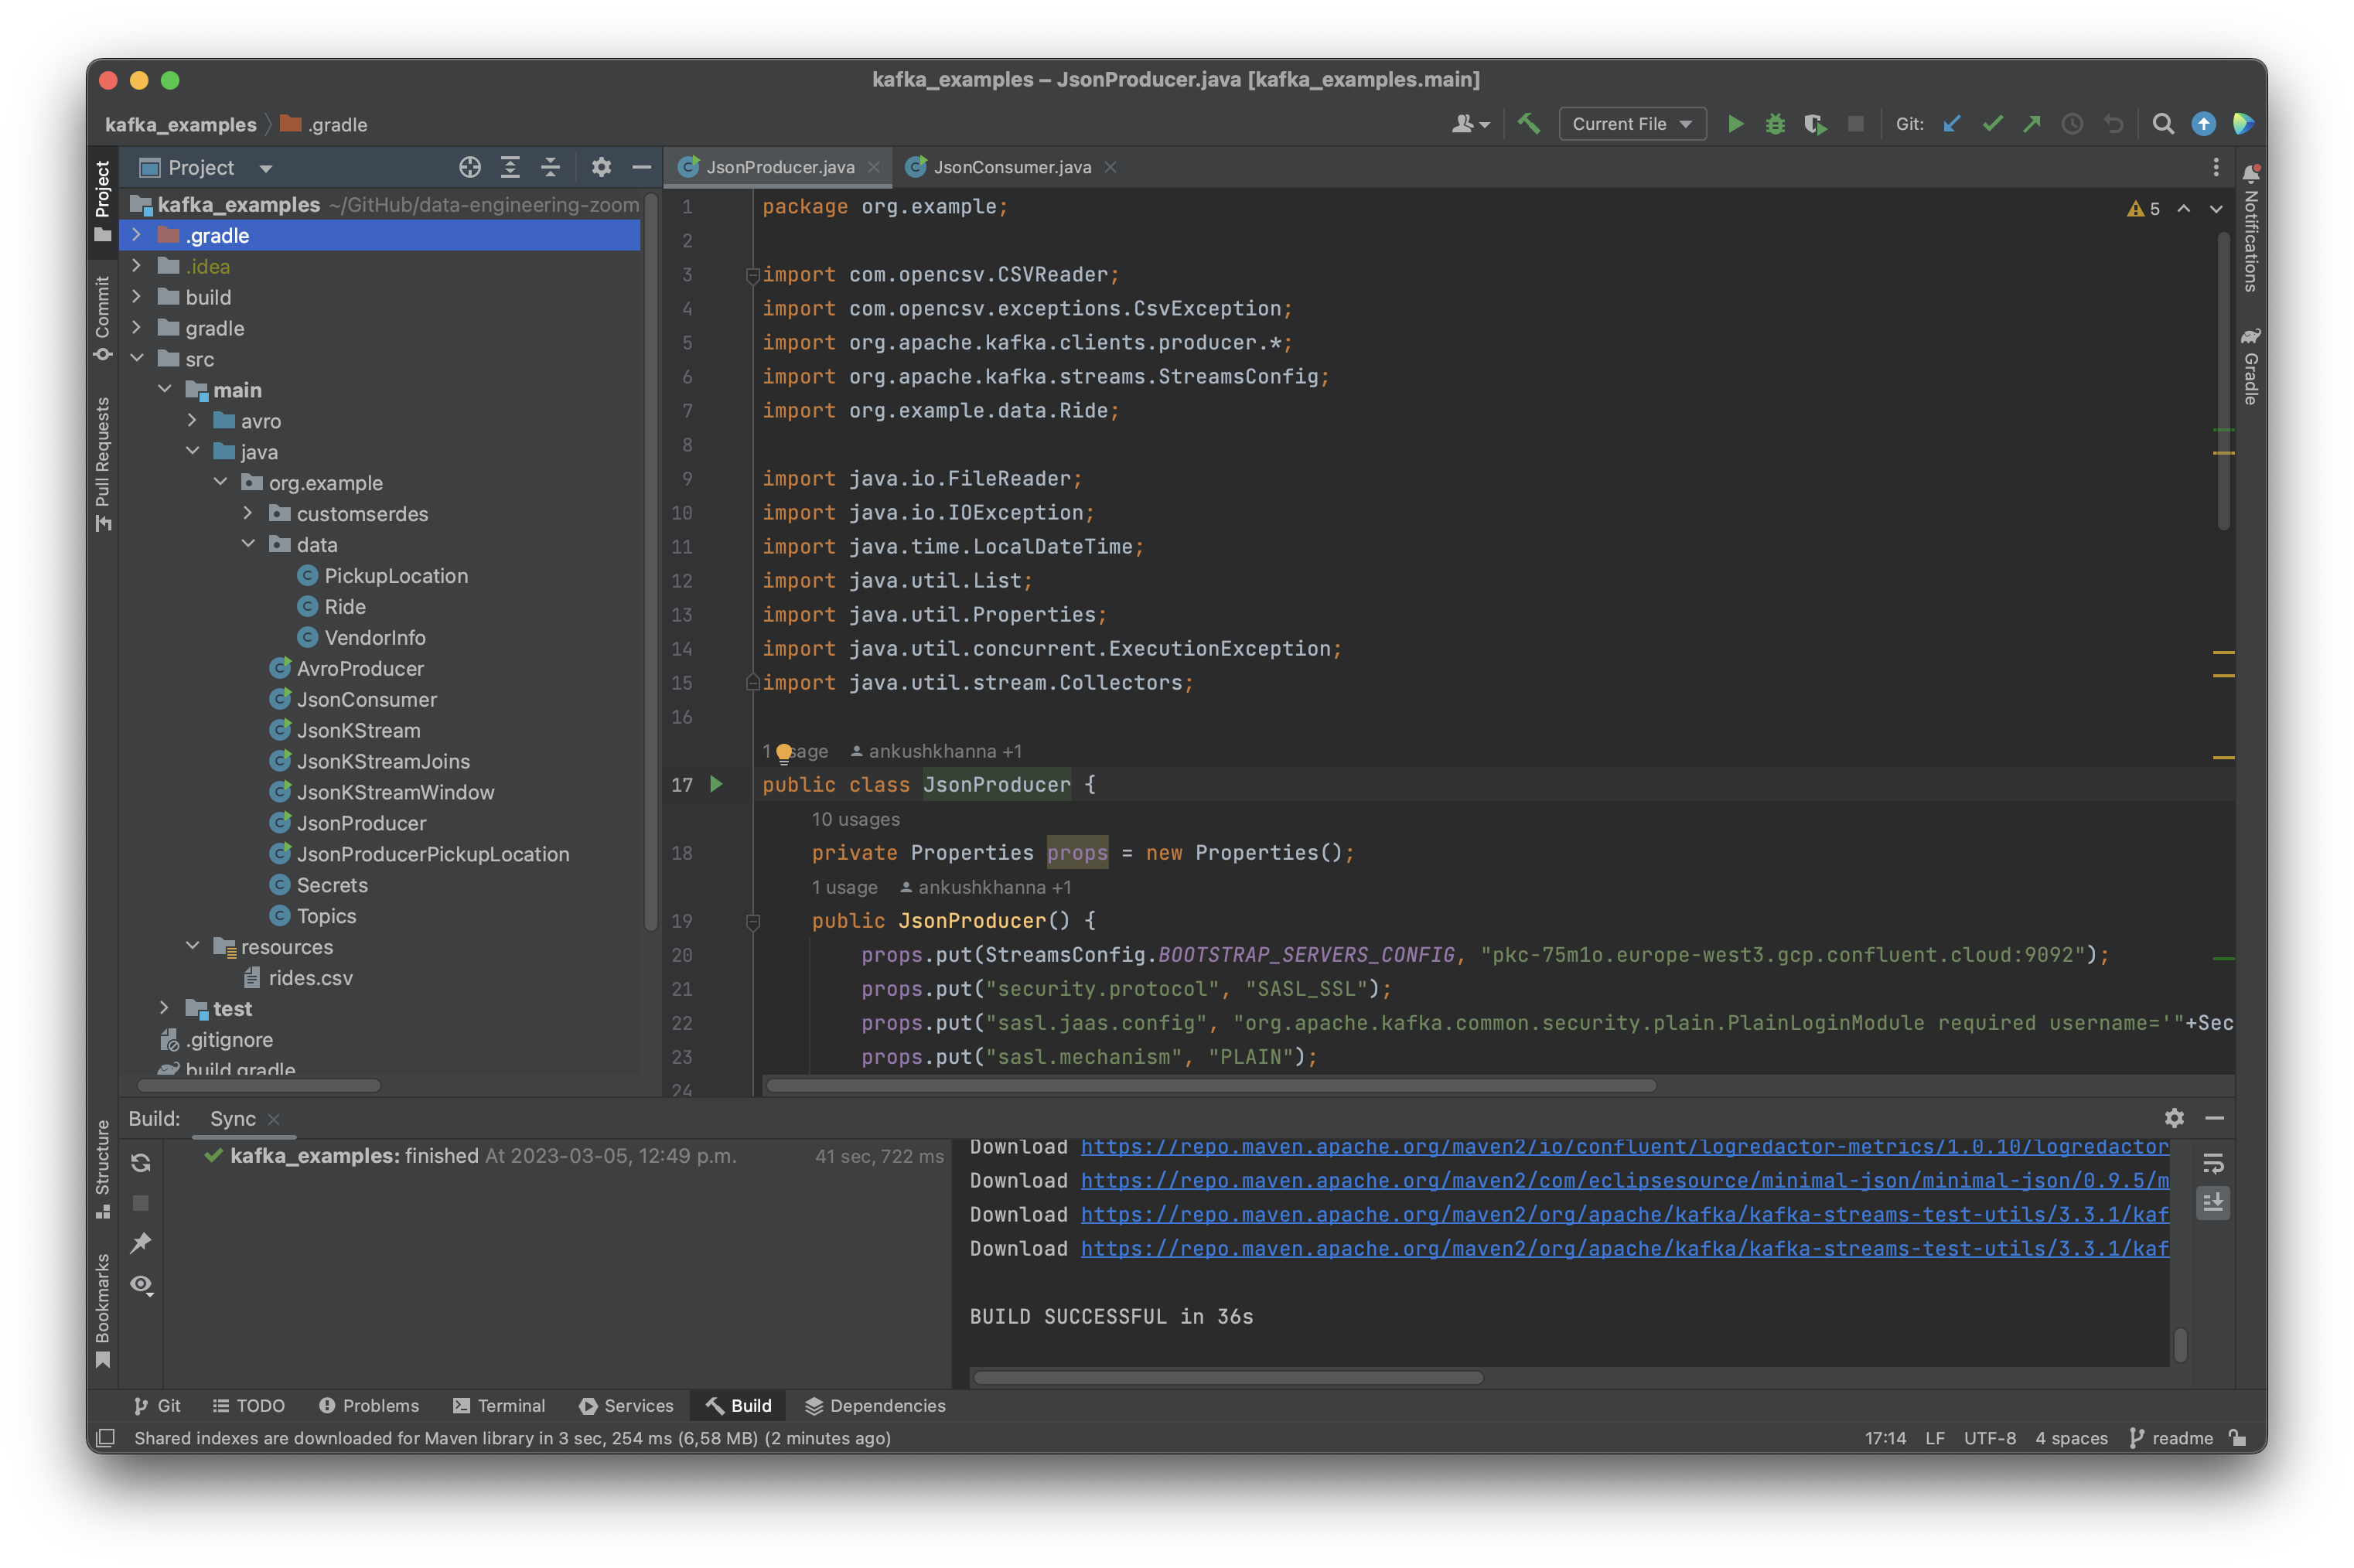 kafka_examples – JsonProducer.java [kafka_examples.main]
kafka_examples .gradle
Current File
Git:
Project
JsonProducer.java
JsonConsumer.java
Project
Commit
Pull Requests
Structure
Bookmarks
kafka_examples ~/GitHub/data-engineering-zoom
.gradle
.idea
build
gradle
src
main
avro
java
org.example
customserdes
data
PickupLocation
Ride
VendorInfo
AvroProducer
JsonConsumer
JsonKStream
JsonKStreamJoins
JsonKStreamWindow
JsonProducer
JsonProducerPickupLocation
Secrets
Topics
resources
rides.csv
test
.gitignore
build.gradle
5
1 package org.example;
2
3 import com.opencsv.CSVReader;
4 import com.opencsv.exceptions.CsvException;
5 import org.apache.kafka.clients.producer.*;
6 import org.apache.kafka.streams.StreamsConfig;
7 import org.example.data.Ride;
8
9 import java.io.FileReader;
10 import java.io.IOException;
11 import java.time.LocalDateTime;
12 import java.util.List;
13 import java.util.Properties;
14 import java.util.concurrent.ExecutionException;
15 import java.util.stream.Collectors;
16
1 usage ankushkhanna +1
17 public class JsonProducer {
10 usages
18 private Properties props = new Properties();
1 usage ankushkhanna +1
19 public JsonProducer() {
20 props.put(StreamsConfig.BOOTSTRAP_SERVERS_CONFIG, "pkc-75m1o.europe-west3.gcp.confluent.cloud:9092");
21 props.put("security.protocol", "SASL_SSL");
22 props.put("sasl.jaas.config", "org.apache.kafka.common.security.plain.PlainLoginModule required username='"+Sec
23 props.put("sasl.mechanism", "PLAIN");
24
Notifications
Gradle
Build: Sync
kafka_examples: finished At 2023-03-05, 12:49 p.m. 41 sec, 722 ms
Download https://repo.maven.apache.org/maven2/io/confluent/logredactor-metrics/1.0.10/logredactor
Download https://repo.maven.apache.org/maven2/com/eclipsesource/minimal-json/minimal-json/0.9.5/m
Download https://repo.maven.apache.org/maven2/org/apache/kafka/kafka-streams-test-utils/3.3.1/kaf
Download https://repo.maven.apache.org/maven2/org/apache/kafka/kafka-streams-test-utils/3.3.1/kaf
BUILD SUCCESSFUL in 36s
Git TODO Problems Terminal Services Build Dependencies
Shared indexes are downloaded for Maven library in 3 sec, 254 ms (6,58 MB) (2 minutes ago)
17:14 LF UTF-8 4 spaces readme